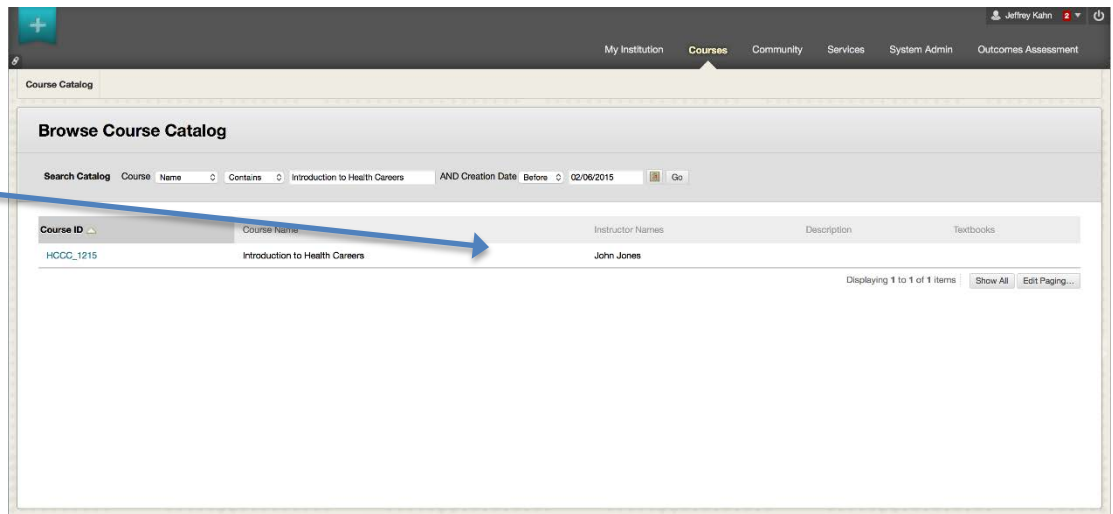 Jeffrey Kahn 2
My Institution Courses Community Services System Admin Outcomes Assessment
Course Catalog
Browse Course Catalog
Search Catalog Course Name Contains Introduction to Health Careers AND Creation Date Before 02/06/2015 Go
Course ID Course Name Instructor Names Description Textbooks
HCCC_1215 Introduction to Health Careers John Jones
Displaying 1 to 1 of 1 items Show All Edit Paging...